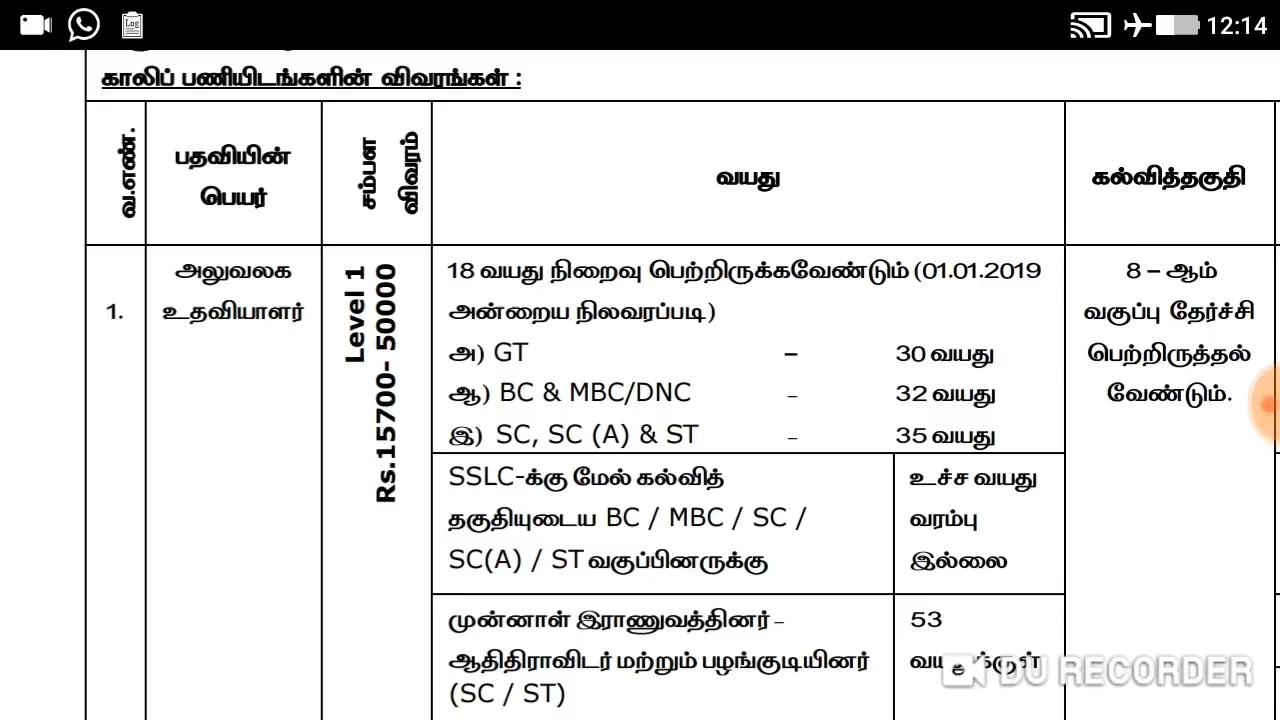 Log
12:14
காலிப் பணியிடங்களின் விவரங்கள் :
வ.எண்.
பதவியின்
பெயர்
சம்பள
விவரம்
வயது
கல்வித்தகுதி
1.
அலுவலக
உதவியாளர்
Level 1
Rs.15700- 50000
18 வயது நிறைவு பெற்றிருக்கவேண்டும் (01.01.2019
அன்றைய நிலவரப்படி)
அ) GT – 30 வயது
ஆ) BC & MBC/DNC - 32 வயது
இ) SC, SC (A) & ST - 35 வயது
8 – ஆம்
வகுப்பு தேர்ச்சி
பெற்றிருத்தல்
வேண்டும்.
SSLC-க்கு மேல் கல்வித்
தகுதியுடைய BC / MBC / SC /
SC(A) / ST வகுப்பினருக்கு
உச்ச வயது
வரம்பு
இல்லை
முன்னாள் இராணுவத்தினர் –
ஆதிதிராவிடர் மற்றும் பழங்குடியினர்
(SC / ST)
53
வயதுக்குள்
DU RECORDER